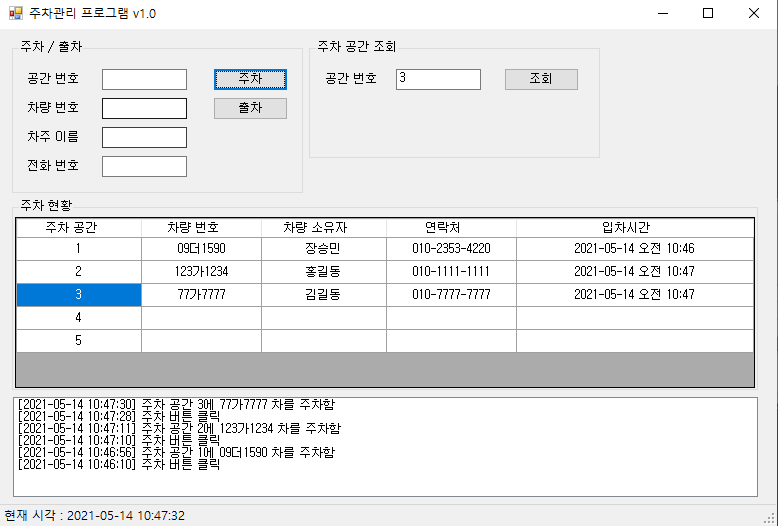 주차관리 프로그램 v1.0
주차 / 출차
공간 번호
주차
차량 번호
출차
차주 이름
전화 번호
주차 공간 조회
공간 번호 3 조회
주차 현황
주차 공간 차량 번호 차량 소유자 연락처 입차시간
1 09더1590 장승민 010-2353-4220 2021-05-14 오전 10:46
2 123가1234 홍길동 010-1111-1111 2021-05-14 오전 10:47
3 77가7777 김길동 010-7777-7777 2021-05-14 오전 10:47
4
5
[2021-05-14 10:47:30] 주차 공간 3에 77가7777 차를 주차함
[2021-05-14 10:47:28] 주차 버튼 클릭
[2021-05-14 10:47:11] 주차 공간 2에 123가1234 차를 주차함
[2021-05-14 10:47:10] 주차 버튼 클릭
[2021-05-14 10:46:56] 주차 공간 1에 09더1590 차를 주차함
[2021-05-14 10:46:10] 주차 버튼 클릭
현재 시각 : 2021-05-14 10:47:32